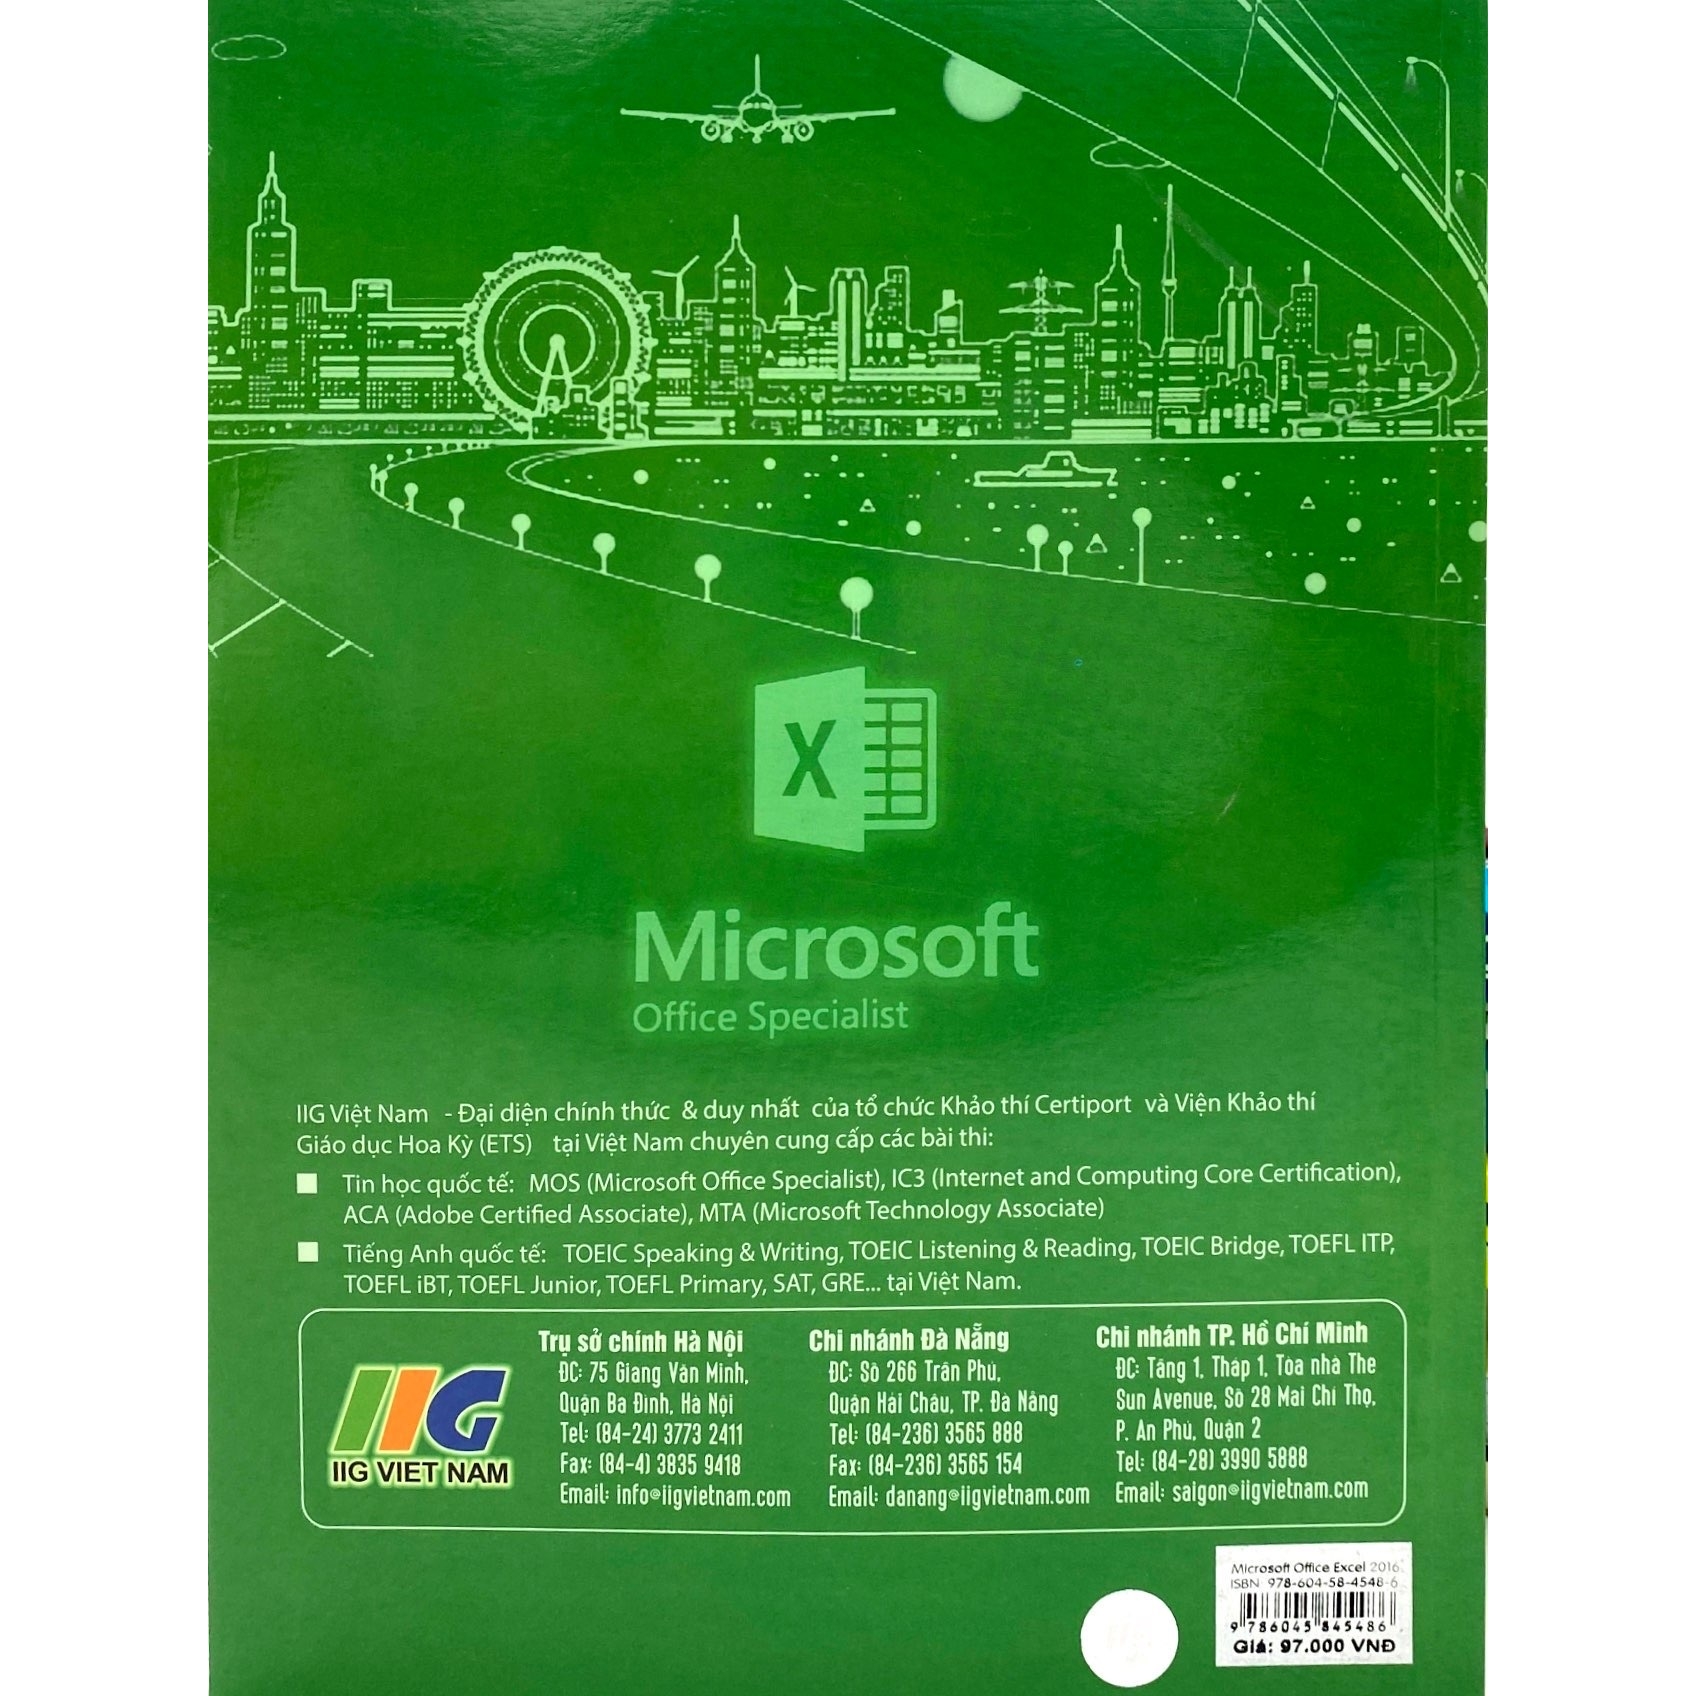 X
Microsoft
Office Specialist
IIG Việt Nam - Đại diện chính thức & duy nhất của tổ chức Khảo thí Certiport và Viện Khảo thí
Giáo dục Hoa Kỳ (ETS) tại Việt Nam chuyên cung cấp các bài thi:
Tin học quốc tế: MOS (Microsoft Office Specialist), IC3 (Internet and Computing Core Certification),
ACA (Adobe Certified Associate), MTA (Microsoft Technology Associate)
Tiếng Anh quốc tế: TOEIC Speaking & Writing, TOEIC Listening & Reading, TOEIC Bridge, TOEFL ITP,
TOEFL iBT, TOEFL Junior, TOEFL Primary, SAT, GRE... tại Việt Nam.
IIG
IIG VIET NAM
Trụ sở chính Hà Nội
ĐC: 75 Giang Văn Minh,
Quận Ba Đình, Hà Nội
Tel: (84-24) 3773 2411
Fax: (84-4) 3835 9418
Email: info@iigvietnam.com
Chi nhánh Đà Nẵng
ĐC: Số 266 Trần Phú,
Quận Hải Châu, TP. Đà Nẵng
Tel: (84-236) 3565 888
Fax: (84-236) 3565 154
Email: danang@iigvietnam.com
Chi nhánh TP. Hồ Chí Minh
ĐC: Tầng 1, Tháp 1, Tòa nhà The
Sun Avenue, Số 28 Mai Chí Thọ,
P. An Phú, Quận 2
Tel: (84-28) 3990 5888
Email: saigon@iigvietnam.com
Microsoft Office Excel 2016
ISBN 978-604-58-4548-6
9 786045 845486
Giá: 97.000 VNĐ